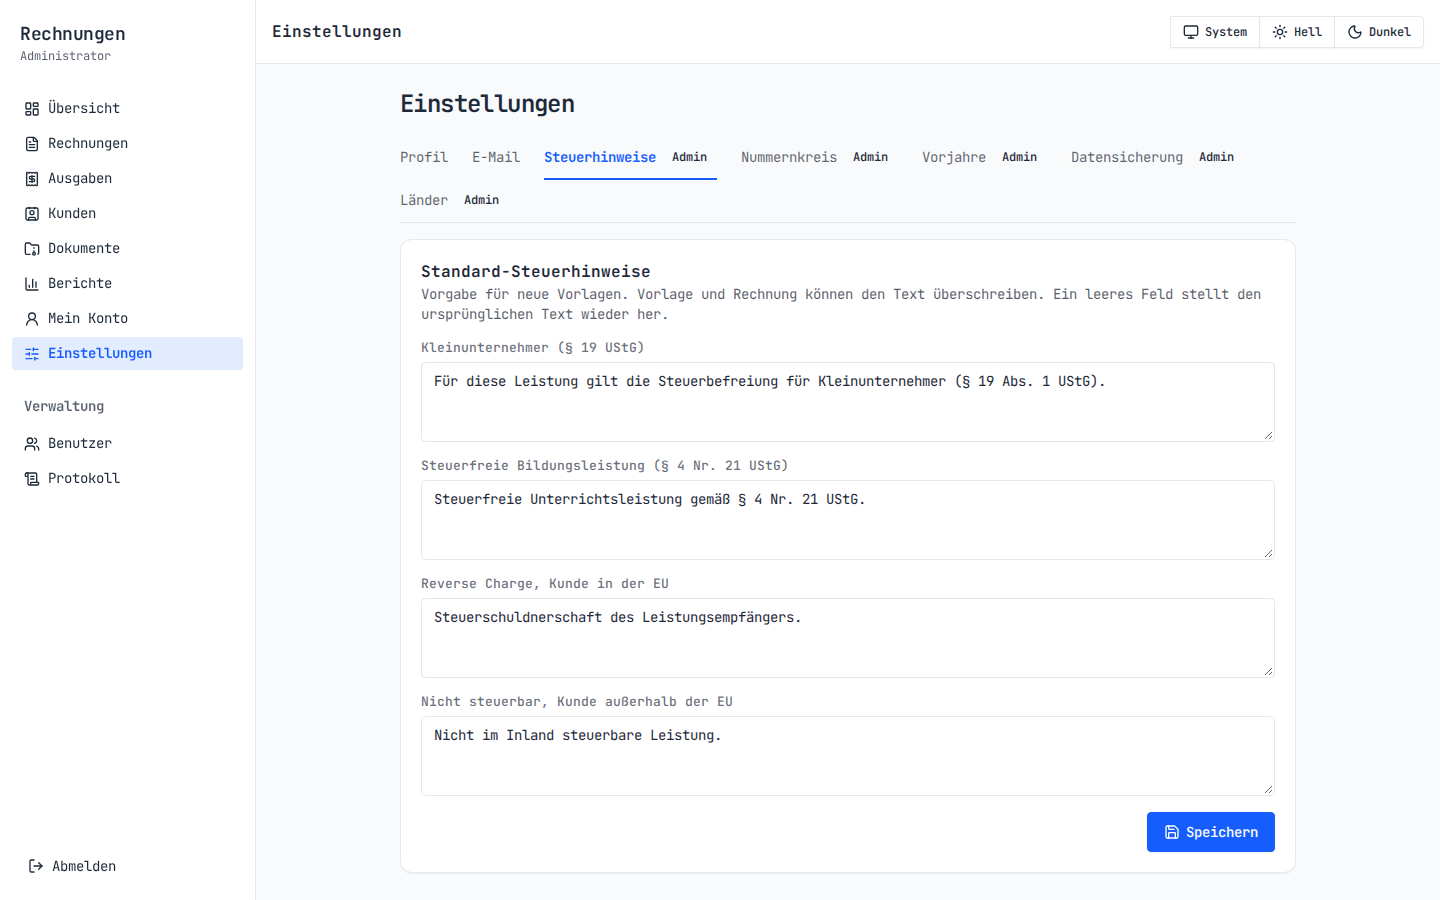 Rechnungen
Administrator
Übersicht
Rechnungen
Ausgaben
Kunden
Dokumente
Berichte
Mein Konto
Einstellungen
Verwaltung
Benutzer
Protokoll
Abmelden
Einstellungen
System Hell Dunkel
Einstellungen
Profil E-Mail Steuerhinweise Admin Nummernkreis Admin Vorjahre Admin Datensicherung Admin
Länder Admin
Standard-Steuerhinweise
Vorgabe für neue Vorlagen. Vorlage und Rechnung können den Text überschreiben. Ein leeres Feld stellt den
ursprünglichen Text wieder her.
Kleinunternehmer (§ 19 UStG)
Für diese Leistung gilt die Steuerbefreiung für Kleinunternehmer (§ 19 Abs. 1 UStG).
Steuerfreie Bildungsleistung (§ 4 Nr. 21 UStG)
Steuerfreie Unterrichtsleistung gemäß § 4 Nr. 21 UStG.
Reverse Charge, Kunde in der EU
Steuerschuldnerschaft des Leistungsempfängers.
Nicht steuerbar, Kunde außerhalb der EU
Nicht im Inland steuerbare Leistung.
Speichern